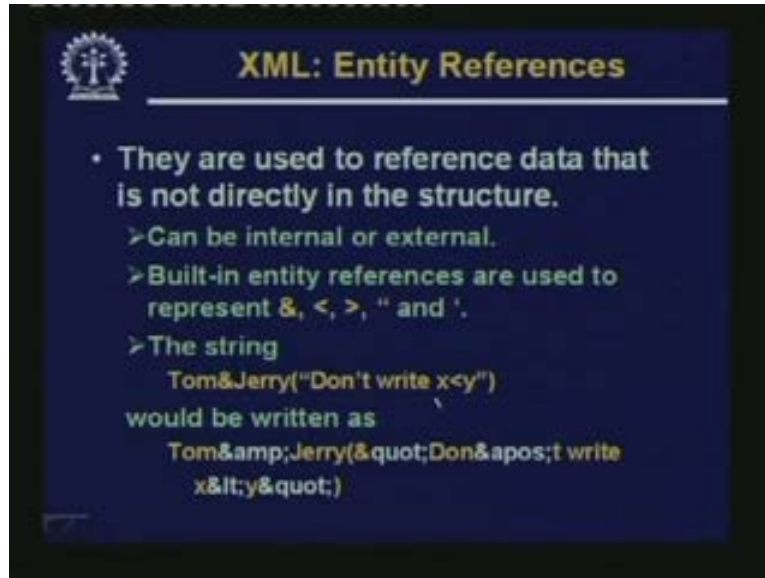 XML: Entity References
• They are used to reference data that
is not directly in the structure.
➢Can be internal or external.
➢Built-in entity references are used to
represent &, <, >, “ and ‘.
➢The string
Tom&Jerry(“Don’t write x<y”)
would be written as
Tom&amp;Jerry(&quot;Don&apos;t write
x&lt;y&quot;)